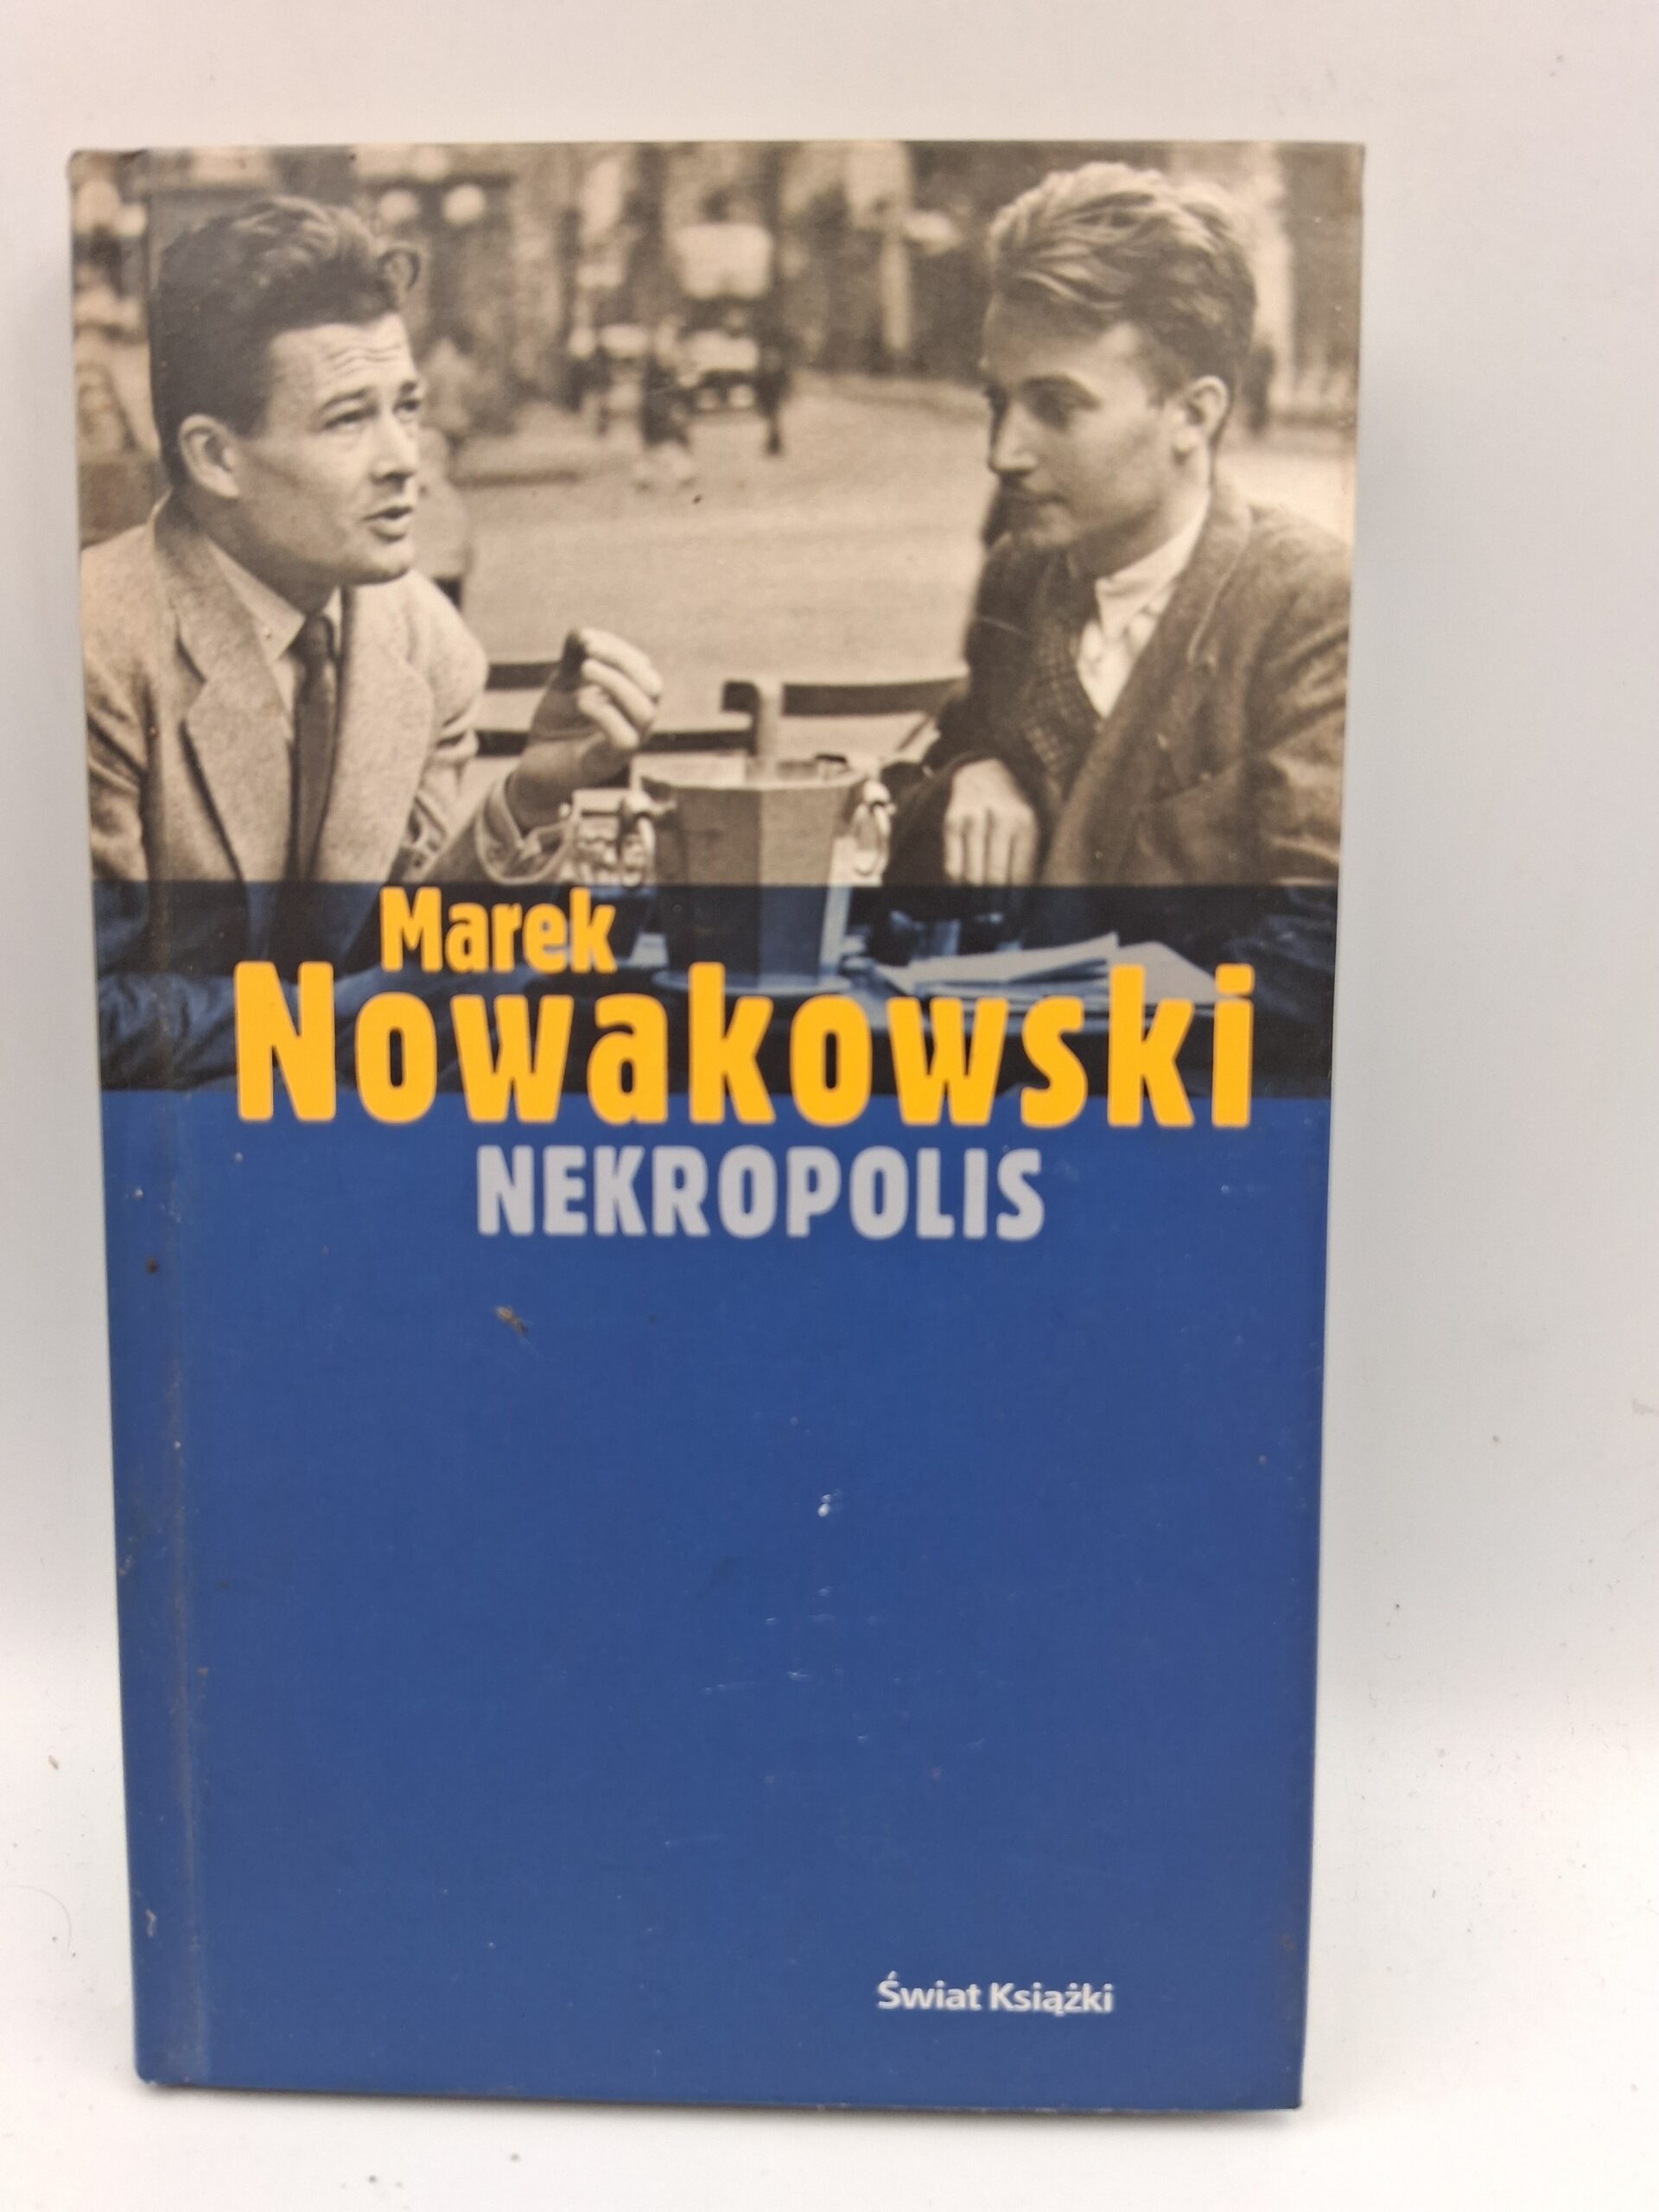 Marek
Nowakowski
NEKROPOLIS
Świat Książki